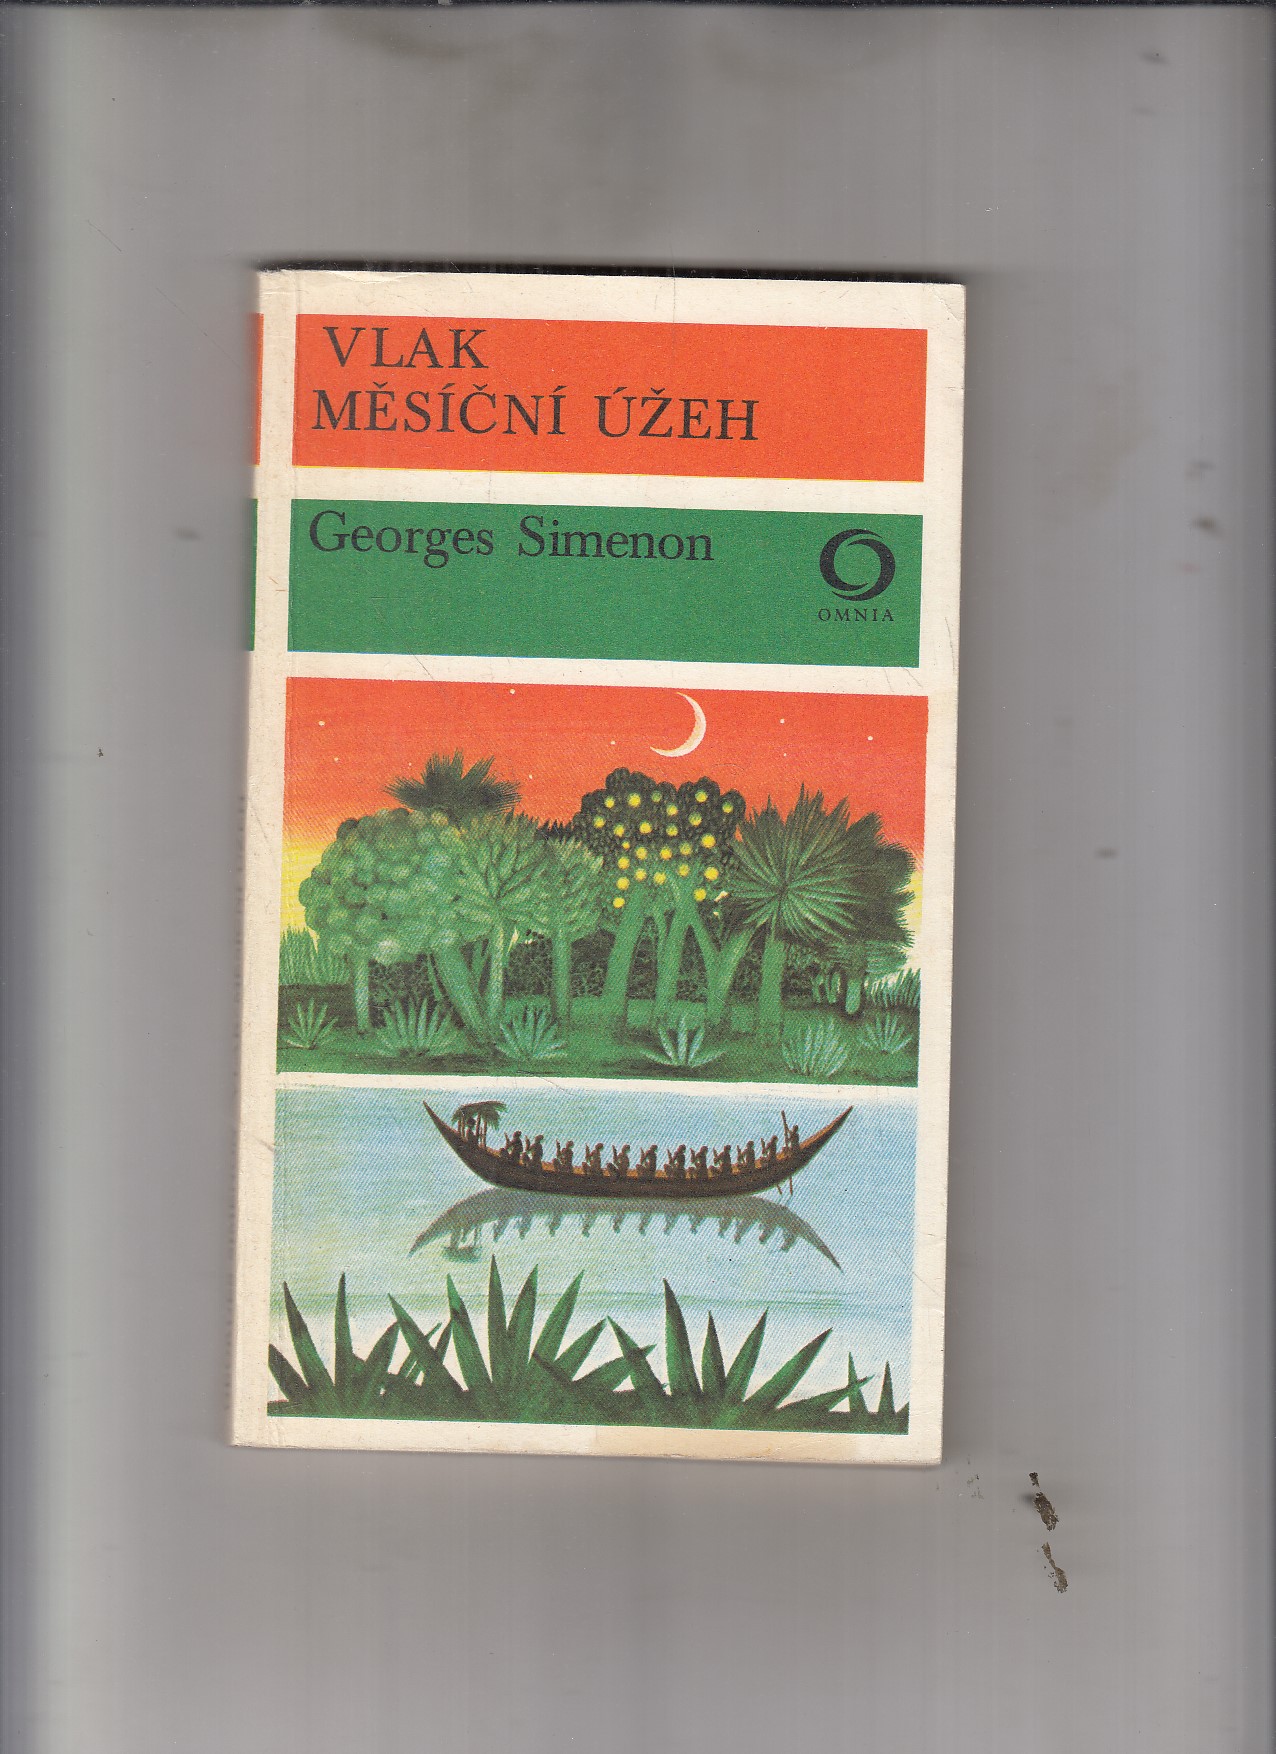 VLAK
MĚSÍČNÍ ÚŽEH
Georges Simenon
OMNIA